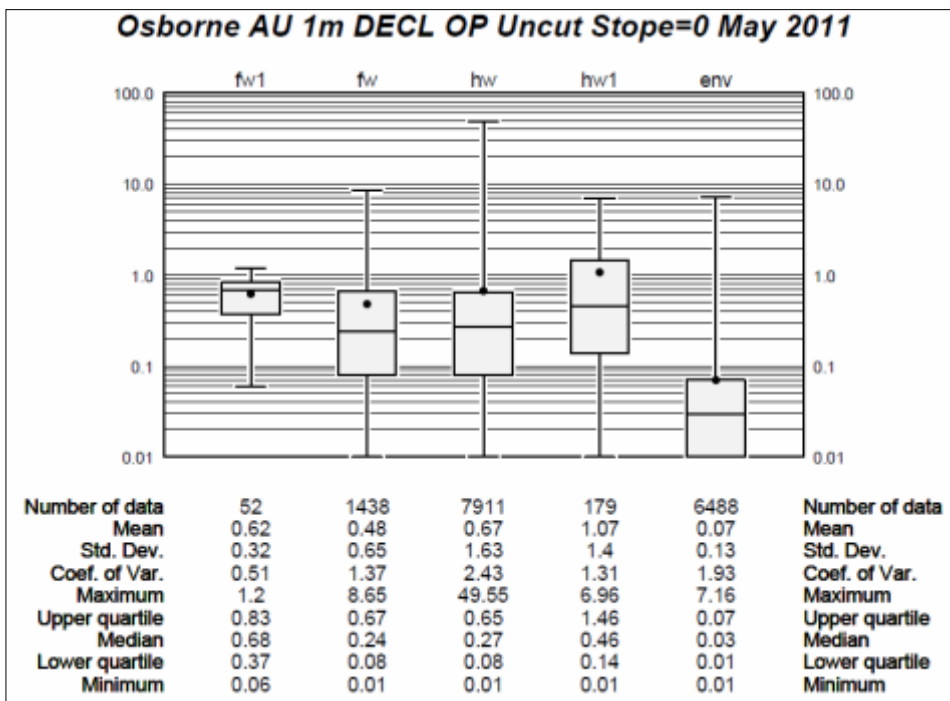 Osborne AU 1m DECL OP Uncut Stope=0 May 2011
fw1 fw hw hw1 env
100.0 100.0
10.0 10.0
1.0 1.0
0.1 0.1
0.01 0.01
Number of data 52 1438 7911 179 6488 Number of data
Mean 0.62 0.48 0.67 1.07 0.07 Mean
Std. Dev. 0.32 0.65 1.63 1.4 0.13 Std. Dev.
Coef. of Var. 0.51 1.37 2.43 1.31 1.93 Coef. of Var.
Maximum 1.2 8.65 49.55 6.96 7.16 Maximum
Upper quartile 0.83 0.67 0.65 1.46 0.07 Upper quartile
Median 0.68 0.24 0.27 0.46 0.03 Median
Lower quartile 0.37 0.08 0.08 0.14 0.01 Lower quartile
Minimum 0.06 0.01 0.01 0.01 0.01 Minimum